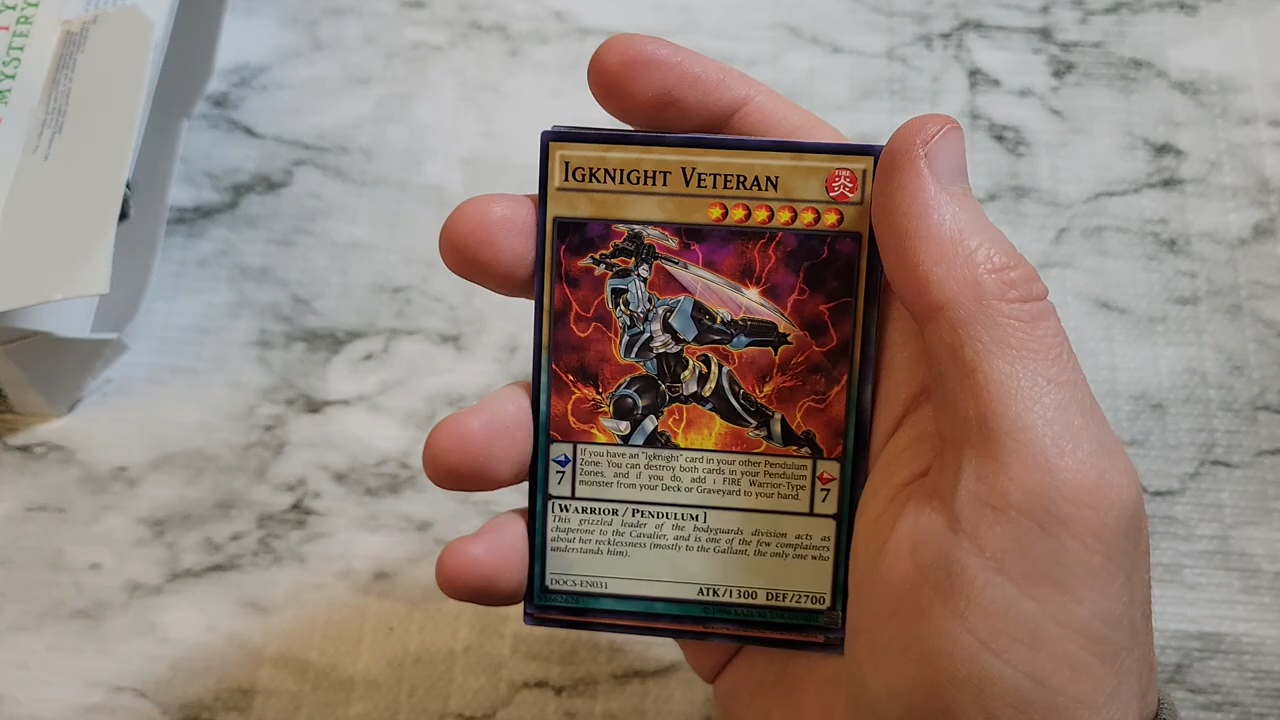 MYSTERY
IGKNIGHT VETERAN
FIRE
炎
If you have an "Igknight" card in your other Pendulum
Zone: You can destroy both cards in your Pendulum
Zones, and if you do, add 1 FIRE Warrior-Type
monster from your Deck or Graveyard to your hand.
7
7
[WARRIOR / PENDULUM]
This grizzled leader of the bodyguards division acts as
chaperone to the Cavalier, and is one of the few complainers
about her recklessness (mostly to the Gallant, the only one who
understands him).
DOCS-EN031
ATK/1300 DEF/2700